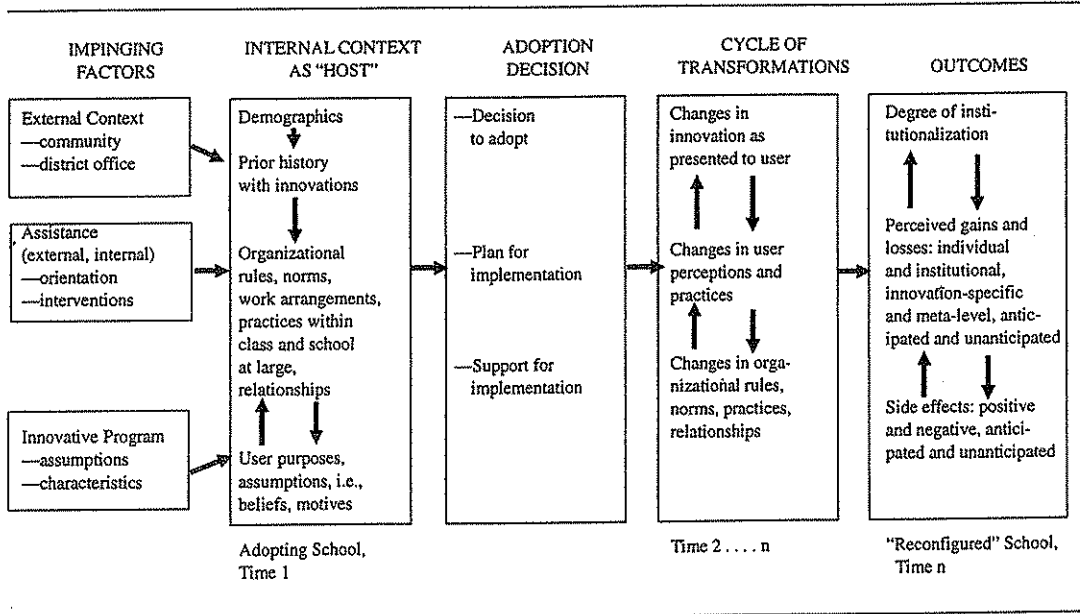 IMPINGING
FACTORS
INTERNAL CONTEXT
AS "HOST"
ADOPTION
DECISION
CYCLE OF
TRANSFORMATIONS
OUTCOMES
External Context
—community
—district office
Assistance
(external, internal)
—orientation
—interventions
Innovative Program
—assumptions
—characteristics
Demographics
Prior history
with innovations
Organizational
rules, norms,
work arrangements,
practices within
class and school
at large,
relationships
User purposes,
assumptions, i.e.,
beliefs, motives
Adopting School,
Time 1
—Decision
to adopt
—Plan for
implementation
—Support for
implementation
Changes in
innovation as
presented to user
Changes in user
perceptions and
practices
Changes in orga-
nizational rules,
norms, practices,
relationships
Time 2 . . . . n
Degree of insti-
tutionalization
Perceived gains and
losses: individual
and institutional,
innovation-specific
and meta-level, antic-
ipated and unanticipated
Side effects: positive
and negative, antici-
pated and unanticipated
"Reconfigured" School,
Time n